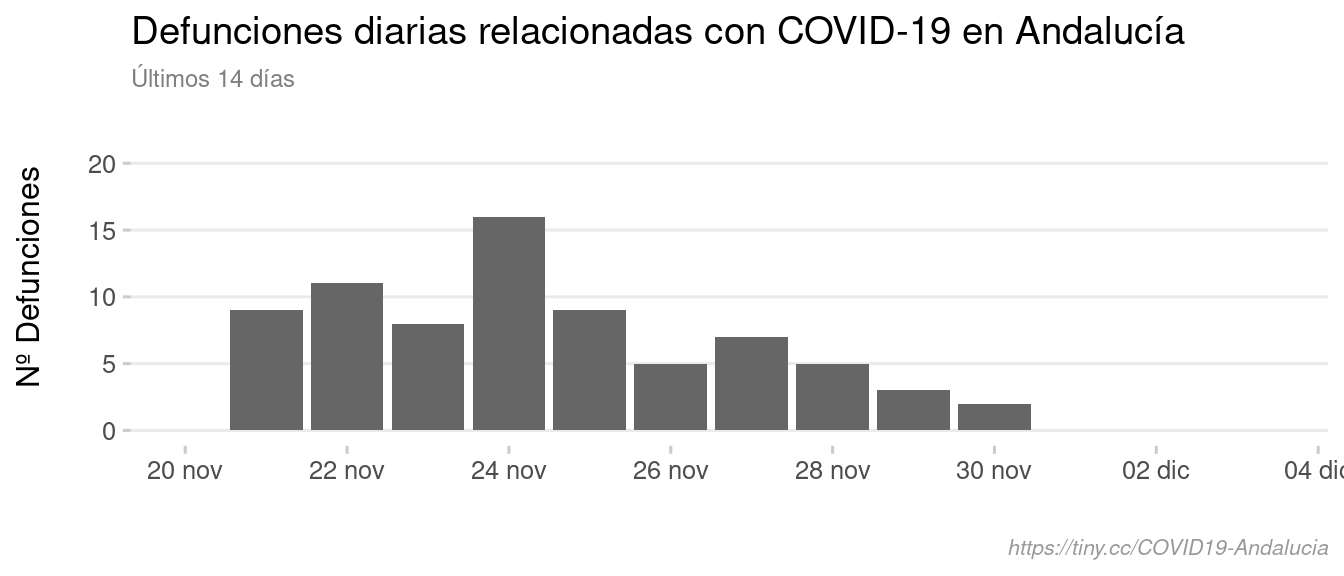 Defunciones diarias relacionadas con COVID-19 en Andalucía
Últimos 14 días
Nº Defunciones
20
15
10
5
0
20 nov 22 nov 24 nov 26 nov 28 nov 30 nov 02 dic 04 dic
https://tiny.cc/COVID19-Andalucia